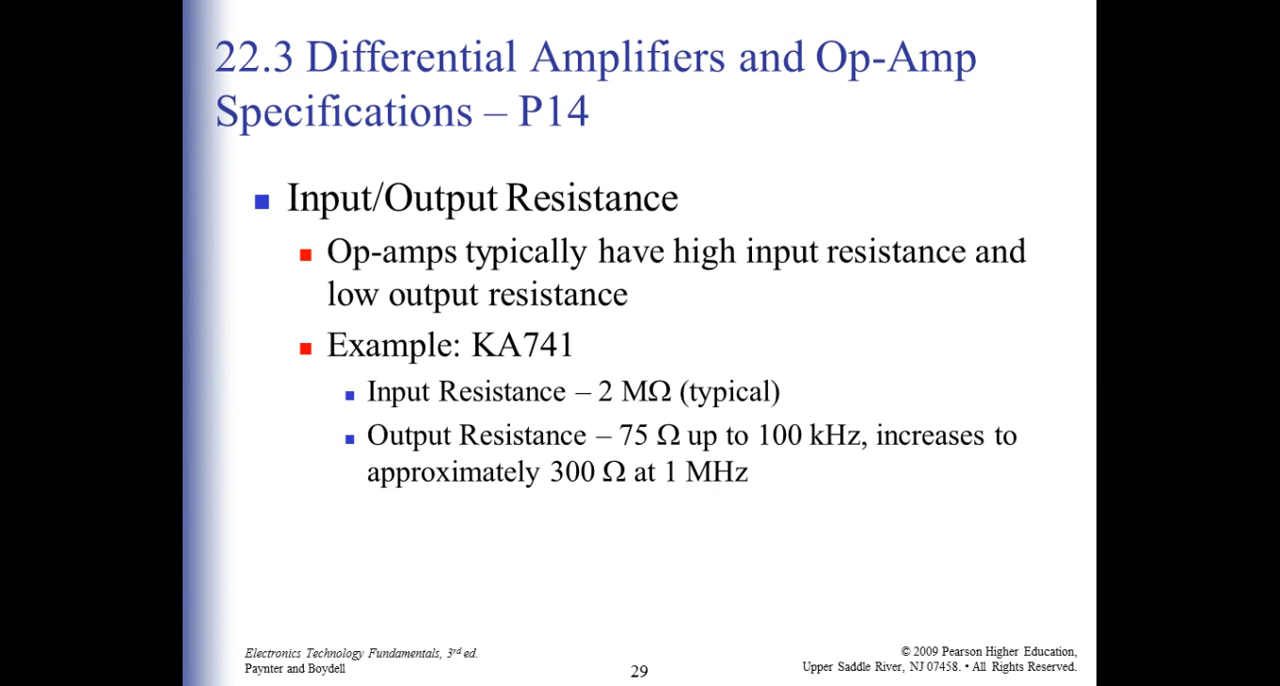 22.3 Differential Amplifiers and Op-Amp
Specifications – P14
Input/Output Resistance
Op-amps typically have high input resistance and
low output resistance
Example: KA741
Input Resistance – 2 MΩ (typical)
Output Resistance – 75 Ω up to 100 kHz, increases to
approximately 300 Ω at 1 MHz
Electronics Technology Fundamentals, 3rd ed.
Paynter and Boydell
29
© 2009 Pearson Higher Education,
Upper Saddle River, NJ 07458. • All Rights Reserved.